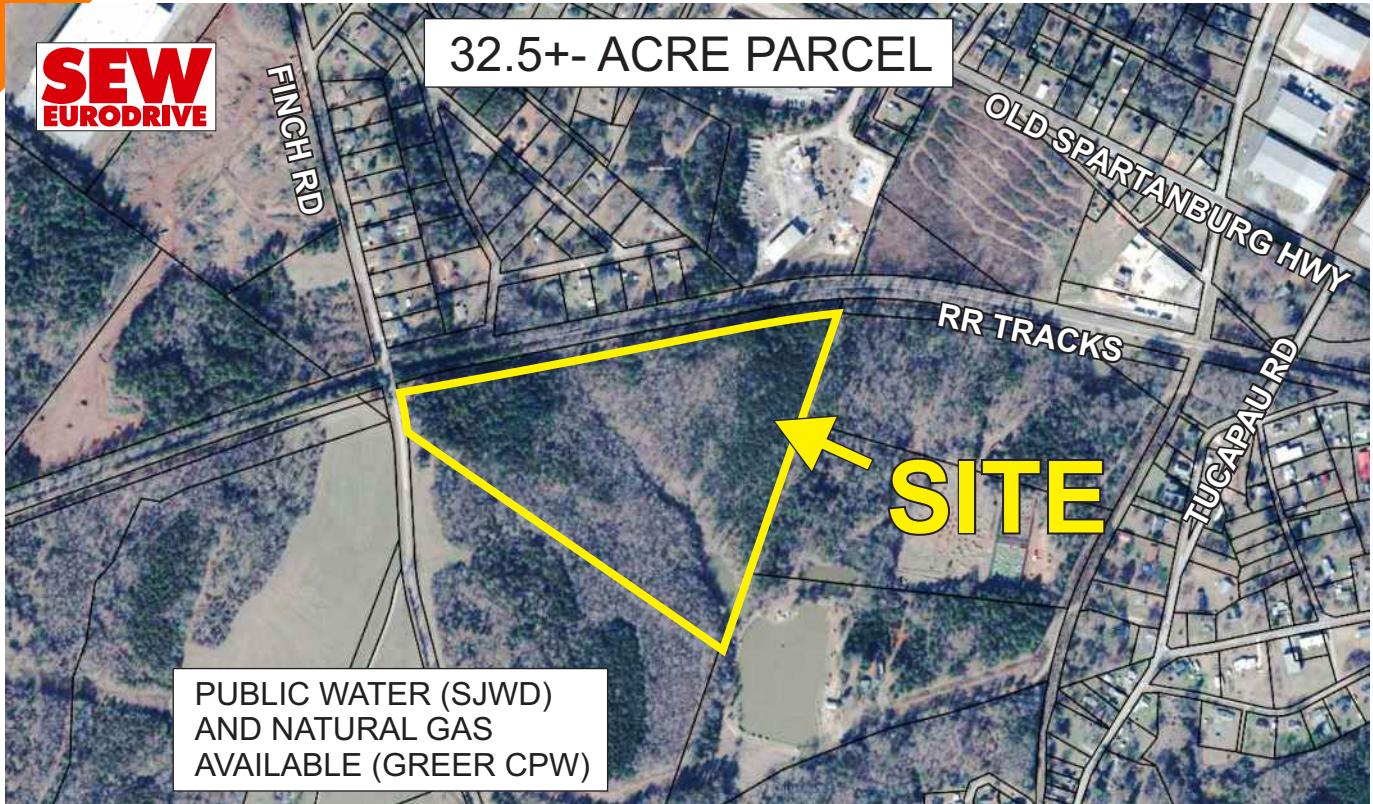 SEW
EURODRIVE
32.5+- ACRE PARCEL
FINCH RD
OLD SPARTANBURG HWY
RR TRACKS
TUCAPAU RD
SITE
PUBLIC WATER (SJWD)
AND NATURAL GAS
AVAILABLE (GREER CPW)